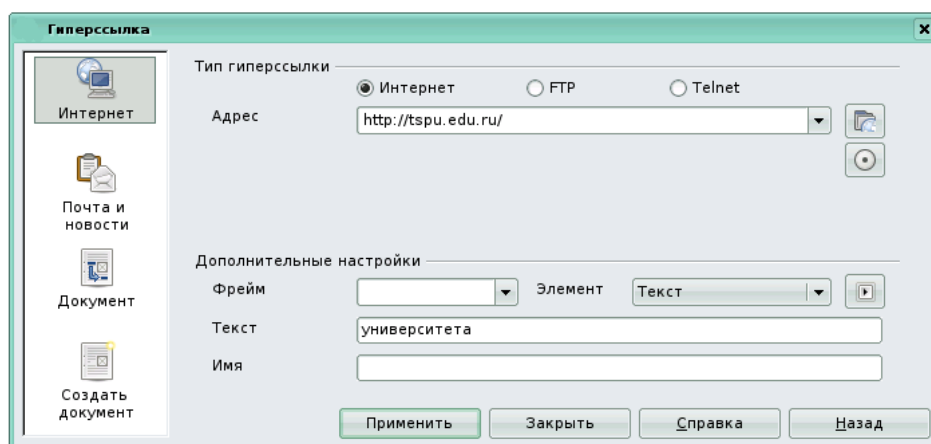 Гиперссылка
Интернет
Почта и
новости
Документ
Создать
документ
Тип гиперссылки
Интернет FTP Telnet
Адрес http://tspu.edu.ru/
Дополнительные настройки
Фрейм Элемент Текст
Текст университета
Имя
Применить Закрыть Справка Назад